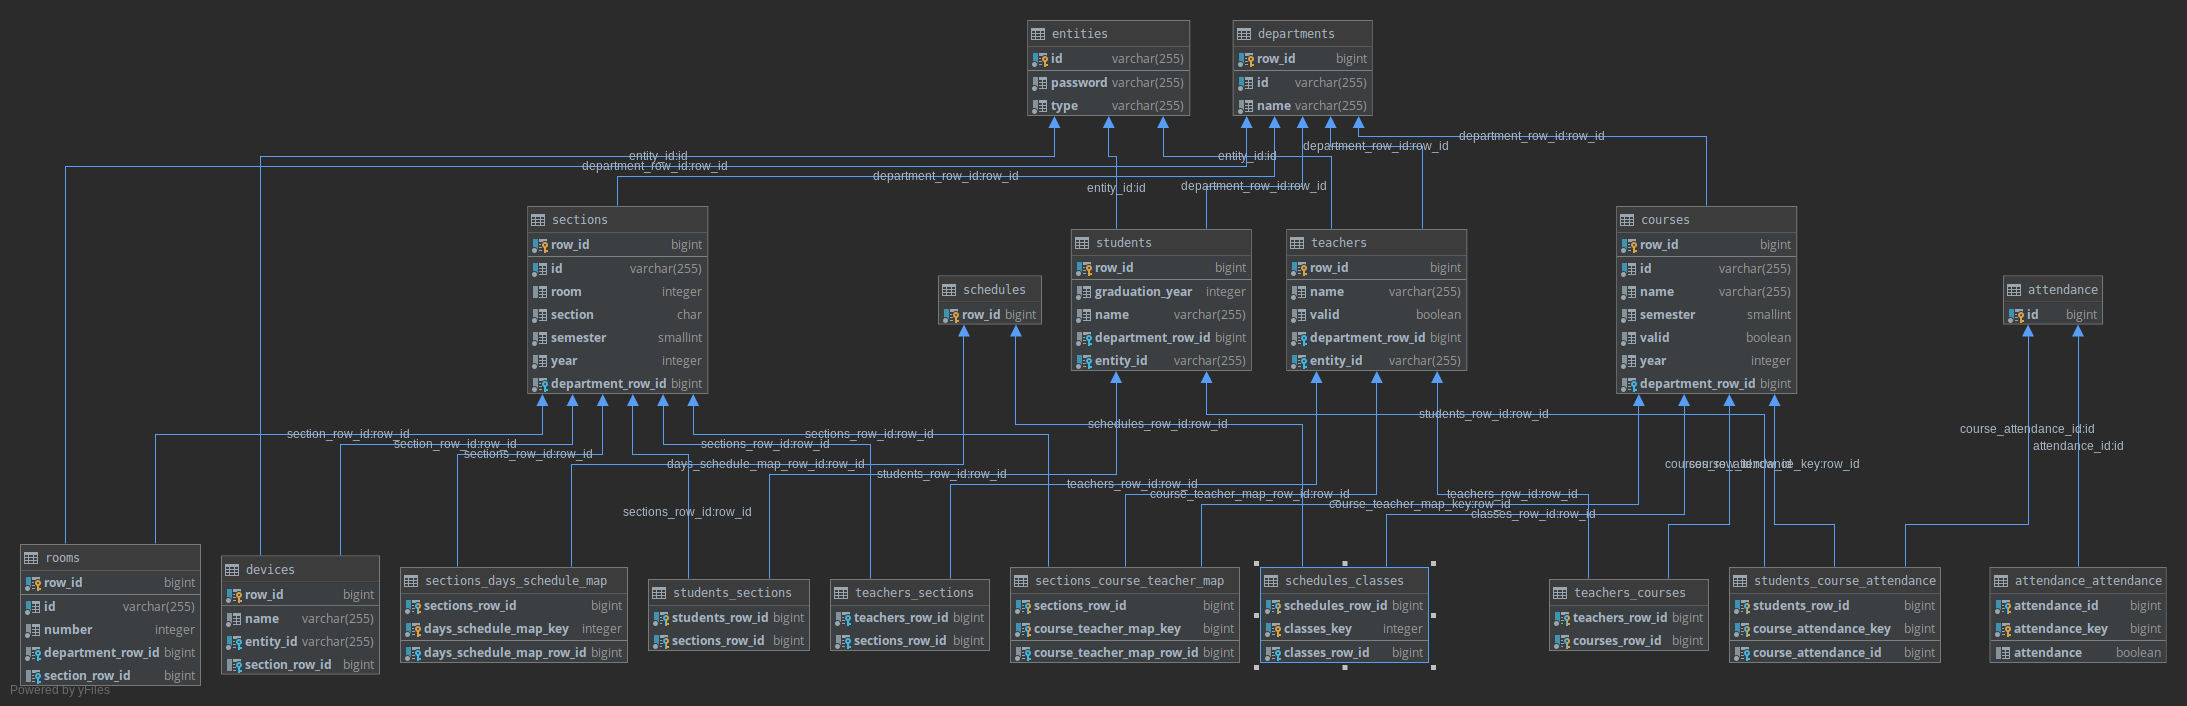 entities
id varchar(255)
password varchar(255)
type varchar(255)
departments
row_id bigint
id varchar(255)
name varchar(255)
department_row_id:row_id
department_row_id:row_id
entity_id:id
entity_id:id
department_row_id:row_id
department_row_id:row_id
entity_id:id
department_row_id:row_id
sections
row_id bigint
id varchar(255)
room integer
section char
semester smallint
year integer
department_row_id bigint
schedules
row_id bigint
students
row_id bigint
graduation_year integer
name varchar(255)
department_row_id bigint
entity_id varchar(255)
teachers
row_id bigint
name varchar(255)
valid boolean
department_row_id bigint
entity_id varchar(255)
courses
row_id bigint
id varchar(255)
name varchar(255)
semester smallint
valid boolean
year integer
department_row_id bigint
attendance
id bigint
students_row_id:row_id
schedules_row_id:row_id
course_attendance_id:id
section_row_id:row_id
sections_row_id:row_id
section_row_id:row_id
sections_row_id:row_id
attendance_id:id
sections_row_id:row_id
days_schedule_map_row_id:row_id
courses_row_id:row_id
course_attendance_key:row_id
students_row_id:row_id
teachers_row_id:row_id
course_teacher_map_row_id:row_id
teachers_row_id:row_id
course_teacher_map_key:row_id
sections_row_id:row_id
classes_row_id:row_id
rooms
row_id bigint
id varchar(255)
number integer
department_row_id bigint
section_row_id bigint
devices
row_id bigint
name varchar(255)
entity_id varchar(255)
section_row_id bigint
sections_days_schedule_map
sections_row_id bigint
days_schedule_map_key integer
days_schedule_map_row_id bigint
students_sections
students_row_id bigint
sections_row_id bigint
teachers_sections
teachers_row_id bigint
sections_row_id bigint
sections_course_teacher_map
sections_row_id bigint
course_teacher_map_key bigint
course_teacher_map_row_id bigint
schedules_classes
schedules_row_id bigint
classes_key integer
classes_row_id bigint
teachers_courses
teachers_row_id bigint
courses_row_id bigint
students_course_attendance
students_row_id bigint
course_attendance_key bigint
course_attendance_id bigint
attendance_attendance
attendance_id bigint
attendance_key bigint
attendance boolean
Powered by yFiles